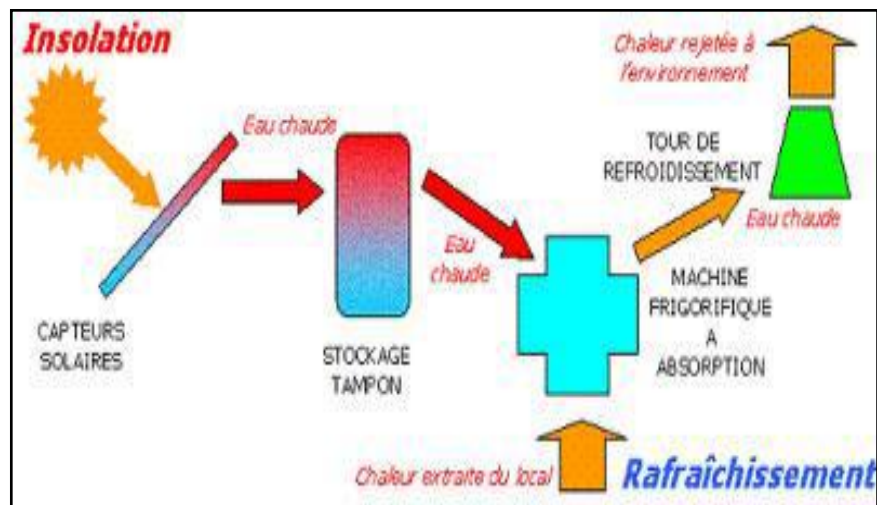 Insolation
Chaleur rejetée à
l'environnement
Eau chaude
TOUR DE
REFROIDISSEMENT
Eau chaude
Eau
chaude
MACHINE
FRIGORIFIQUE
A
ABSORPTION
CAPTEURS
SOLAIRES
STOCKAGE
TAMPON
Chaleur extraite du local
Rafraîchissement